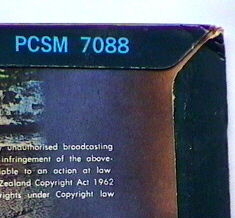 PCSM 7088
unauthorised broadcasting
infringement of the above-
liable to an action at law
Zealand Copyright Act 1962
rights under Copyright law